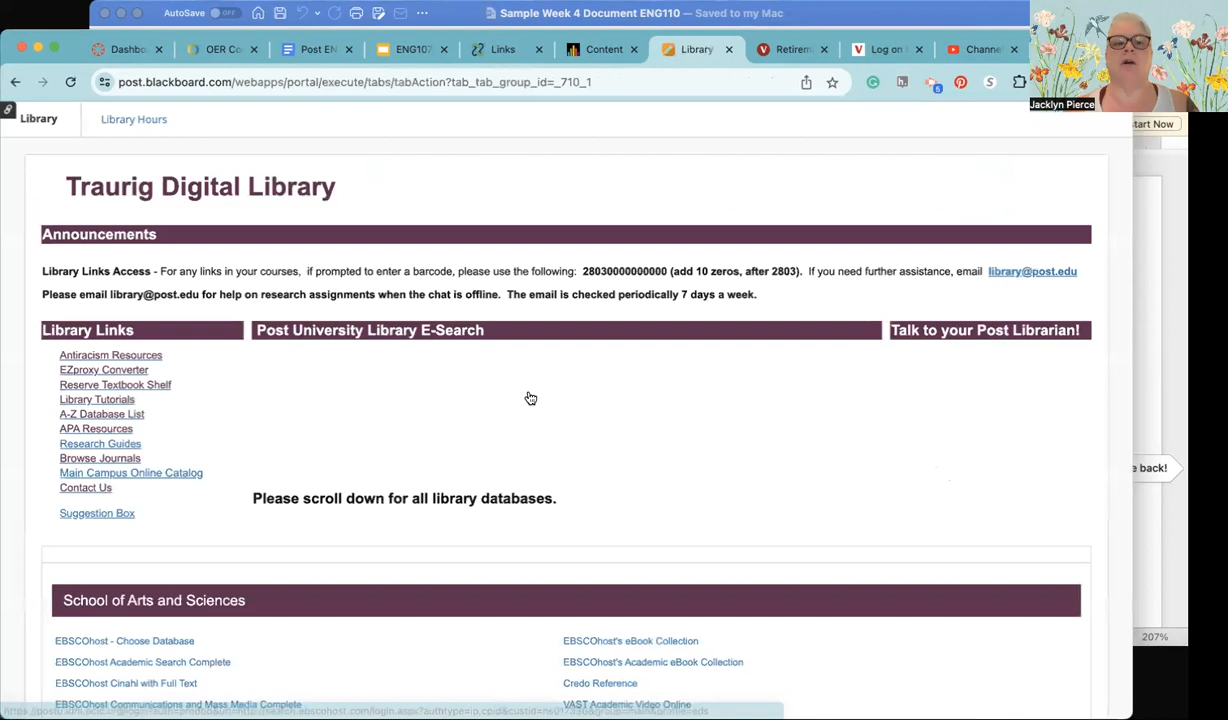 AutoSave OFF Sample Week 4 Document ENG110 — Saved to my Mac
Dashbo OER Co Post EN ENG107 Links Content Library Retirem Log on Channe
post.blackboard.com/webapps/portal/execute/tabs/tabAction?tab_tab_group_id=_710_1
6
Jacklyn Pierce
tart Now
Library Library Hours
Traurig Digital Library
Announcements
Library Links Access - For any links in your courses, if prompted to enter a barcode, please use the following: 28030000000000 (add 10 zeros, after 2803). If you need further assistance, email library@post.edu
Please email library@post.edu for help on research assignments when the chat is offline. The email is checked periodically 7 days a week.
Library Links Post University Library E-Search Talk to your Post Librarian!
Antiracism Resources
EZproxy Converter
Reserve Textbook Shelf
Library Tutorials
A-Z Database List
APA Resources
Research Guides
Browse Journals
Main Campus Online Catalog
e back!
Contact Us
Please scroll down for all library databases.
Suggestion Box
School of Arts and Sciences
EBSCOhost - Choose Database EBSCOhost's eBook Collection
207%
EBSCOhost Academic Search Complete EBSCOhost's Academic eBook Collection
EBSCOhost Cinahl with Full Text Credo Reference
EBSCOhost Communications and Mass Media Complete VAST Academic Video Online